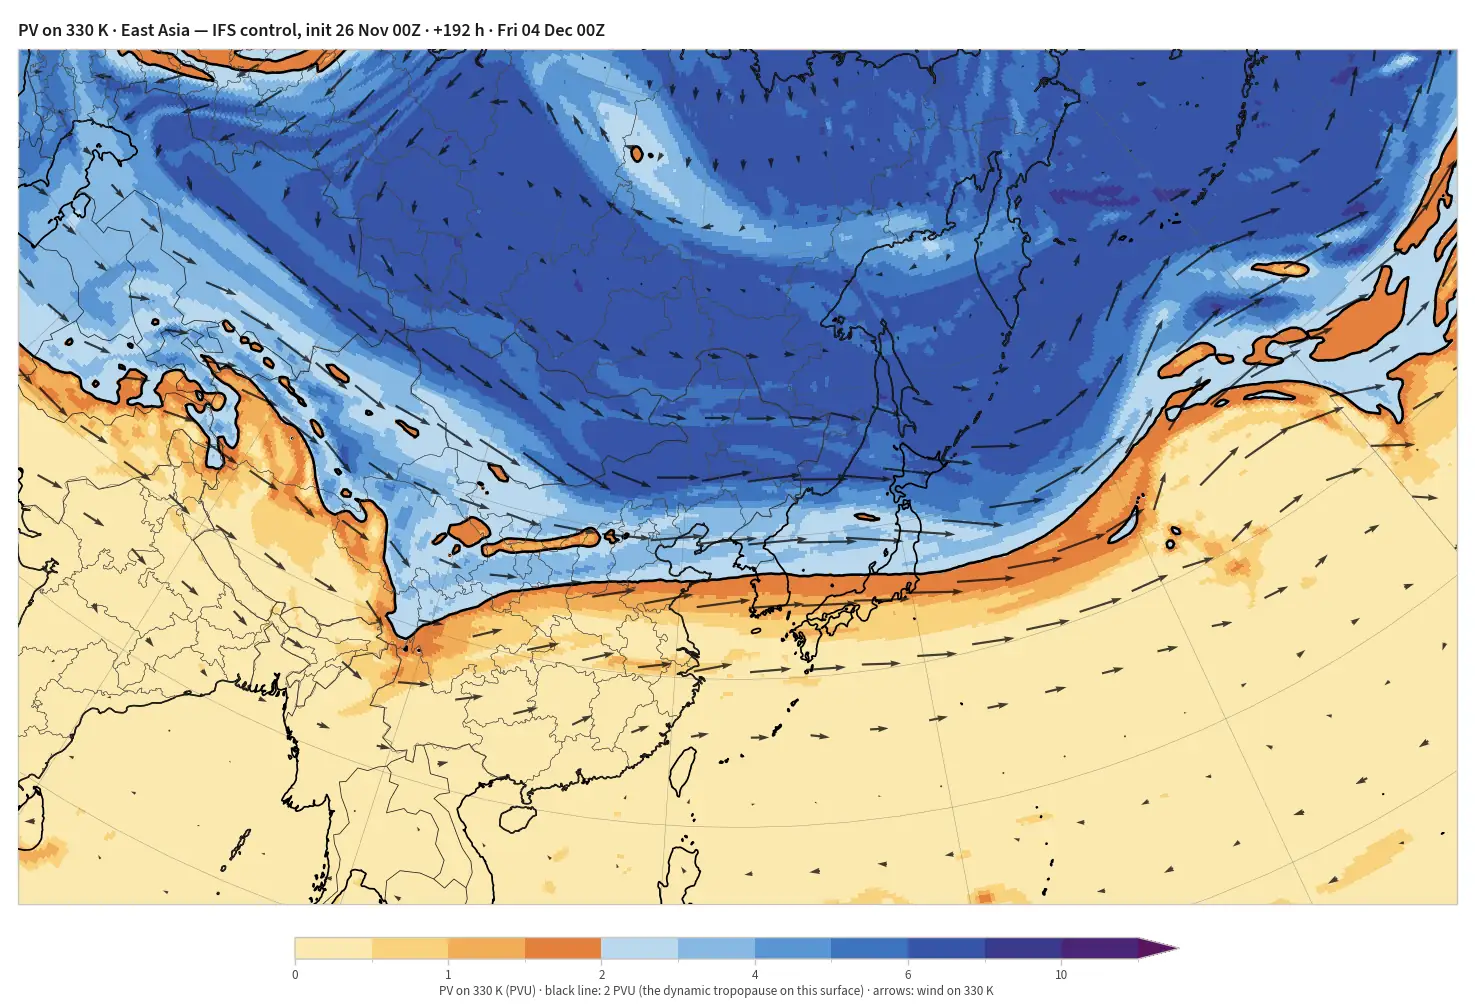 PV on 330 K · East Asia — IFS control, init 26 Nov 00Z · +192 h · Fri 04 Dec 00Z
0 1 2 4 6 10
PV on 330 K (PVU) · black line: 2 PVU (the dynamic tropopause on this surface) · arrows: wind on 330 K